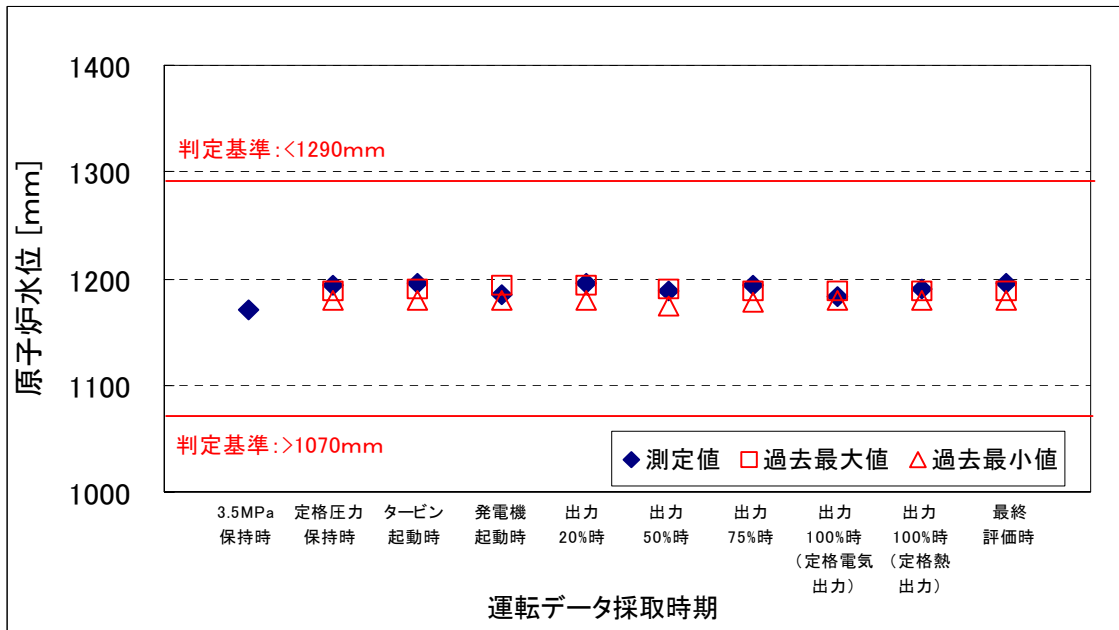 1400
1300
1200
1100
1000
原子炉水位 [mm]
判定基準:<1290mm
判定基準:>1070mm
測定値 過去最大値 過去最小値
3.5MPa
保持時
定格圧力
保持時
タービン
起動時
発電機
起動時
出力
20%時
出力
50%時
出力
75%時
出力
100%時
(定格電気
出力)
出力
100%時
(定格熱
出力)
最終
評価時
運転データ採取時期